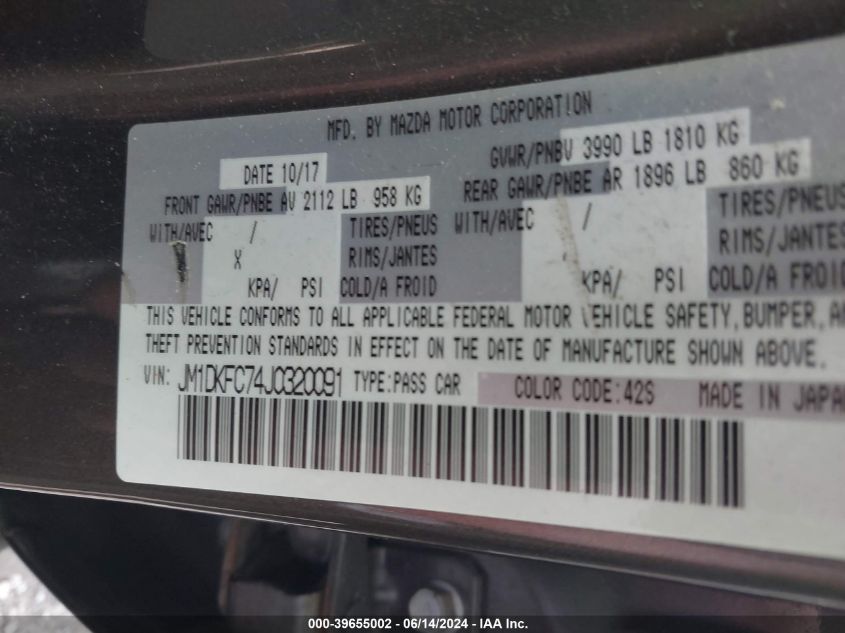 MFD. BY MAZDA MOTOR CORPORATION
DATE 10/17 GVWR/PNBV 3990 LB 1810 KG
FRONT GAWR/PNBE AV 2112 LB 958 KG REAR GAWR/PNBE AR 1896 LB 860 KG
WITH/AVEC / TIRES/PNEUS WITH/AVEC / TIRES/PNEUS
X RIMS/JANTES RIMS/JANTES
KPA/ PSI COLD/A FROID KPA/ PSI COLD/A FROID
THIS VEHICLE CONFORMS TO ALL APPLICABLE FEDERAL MOTOR VEHICLE SAFETY, BUMPER, A
THEFT PREVENTION STANDARDS IN EFFECT ON THE DATE OF MANUFACTURE SHOWN ABOVE.
VIN: JM1DKFC74J0320091 TYPE:PASS CAR COLOR CODE:42S MADE IN JAPA
000-39655002 - 06/14/2024 - IAA Inc.